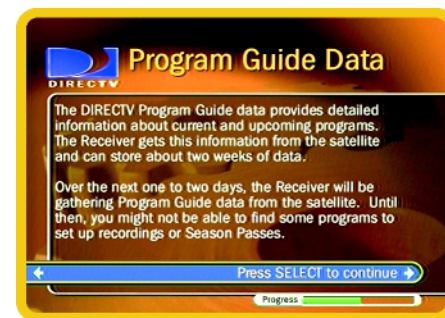 Program Guide Data
DIRECTV
The DIRECTV Program Guide data provides detailed
information about current and upcoming programs.
The Receiver gets this information from the satellite
and can store about two weeks of data.
Over the next one to two days, the Receiver will be
gathering Program Guide data from the satellite. Until
then, you might not be able to find some programs to
set up recordings or Season Passes.
Press SELECT to continue
Progress